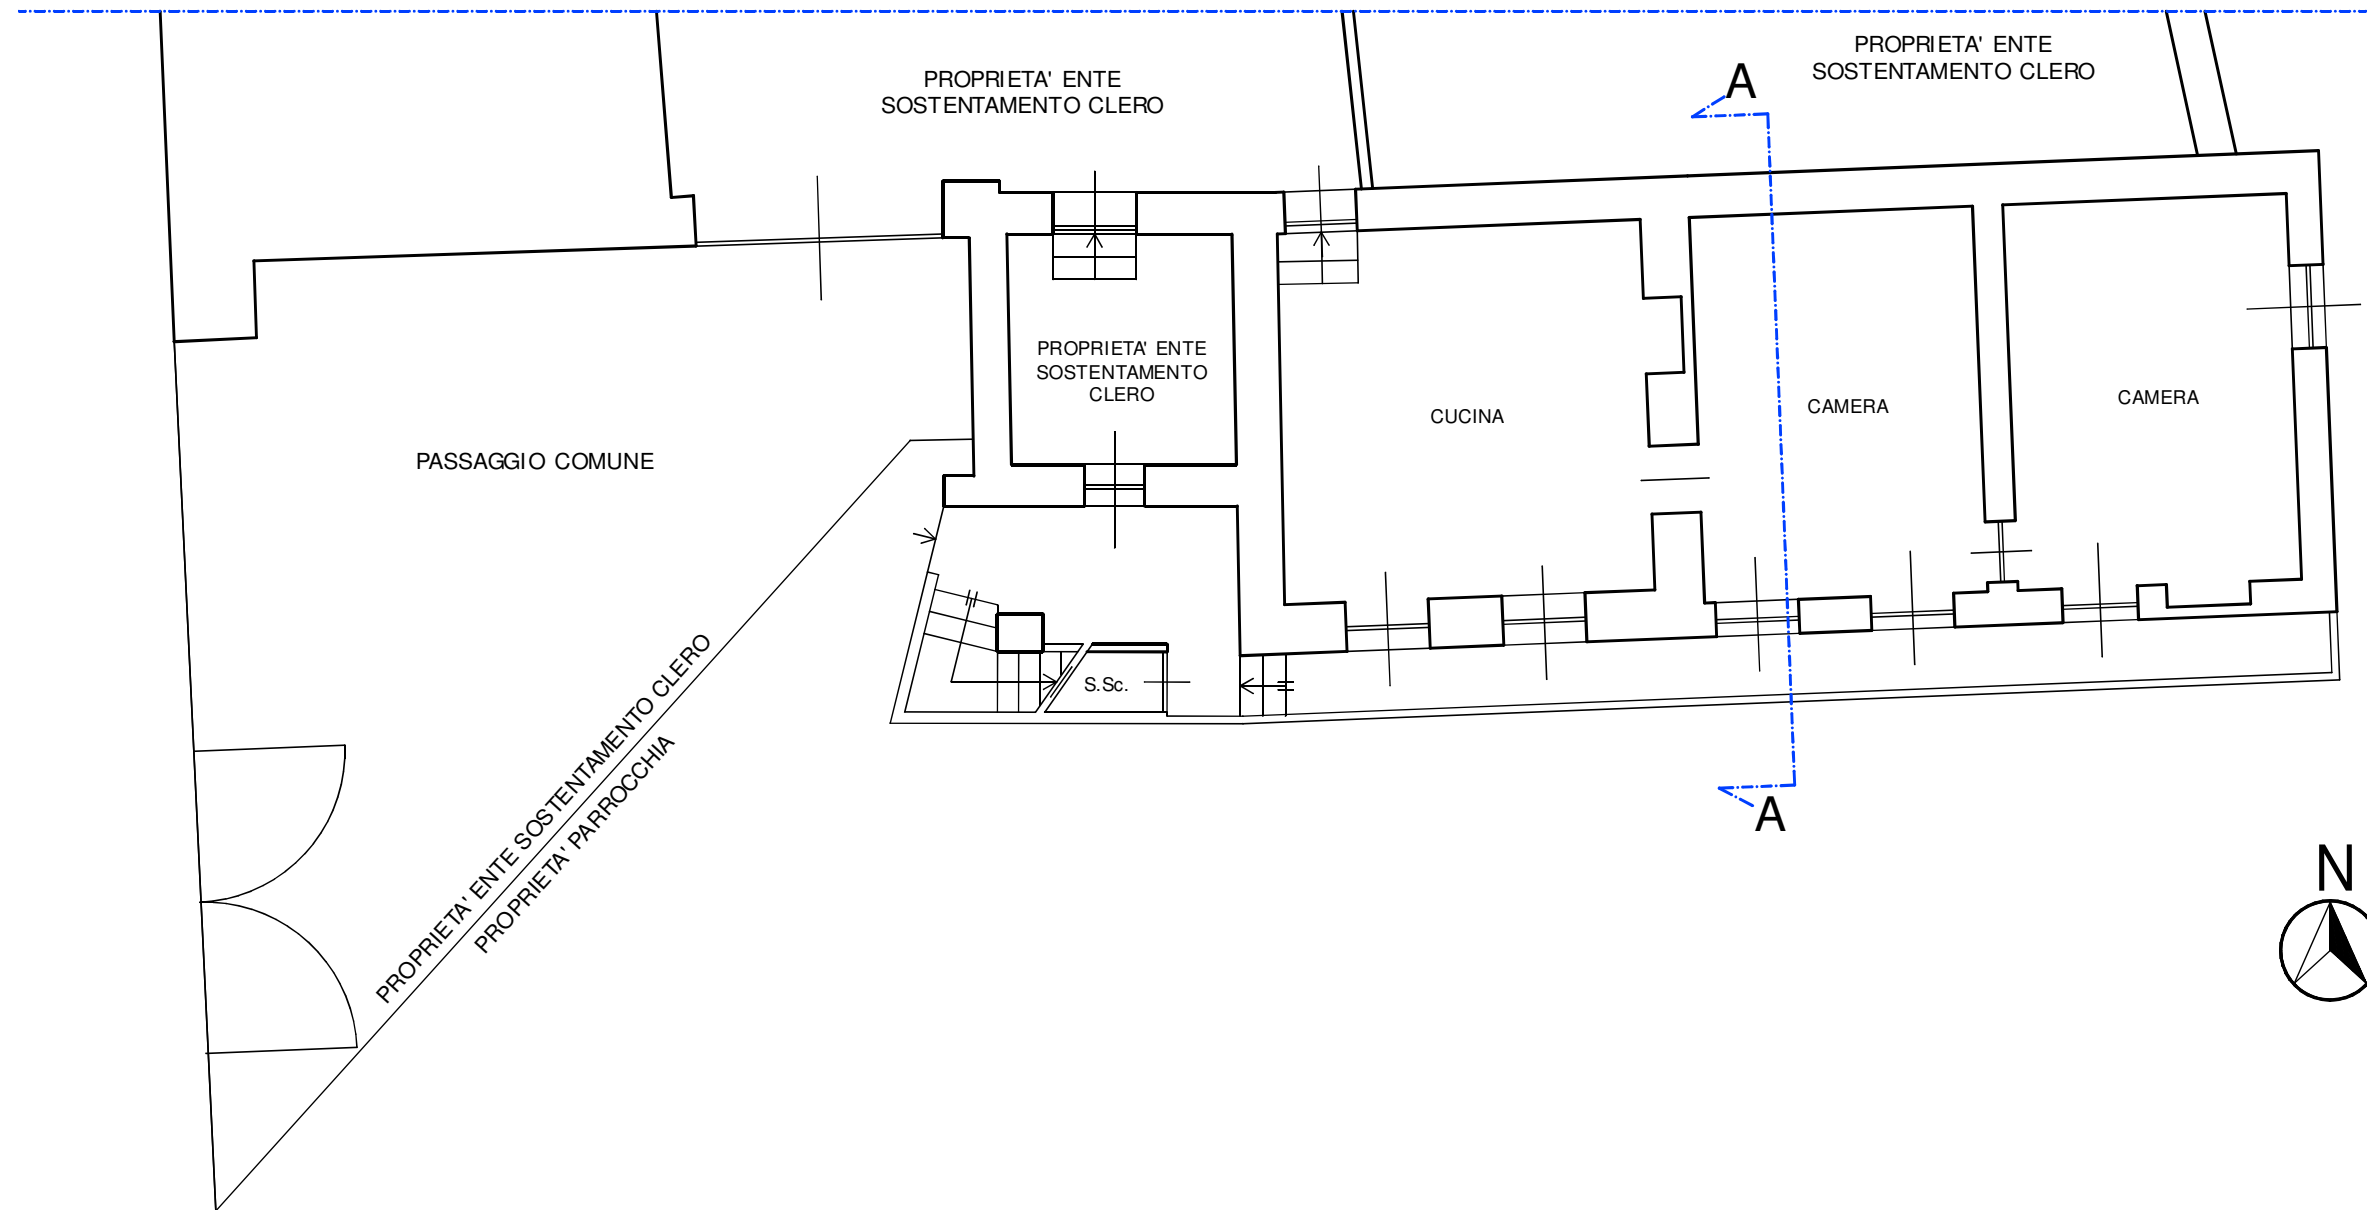 PROPRIETA' ENTE
SOSTENTAMENTO CLERO
PROPRIETA' ENTE
SOSTENTAMENTO CLERO
A
PROPRIETA' ENTE
SOSTENTAMENTO
CLERO
CUCINA
CAMERA
CAMERA
PASSAGGIO COMUNE
S.Sc.
PROPRIETA' ENTE SOSTENTAMENTO CLERO
PROPRIETA' PARROCCHIA
A
N